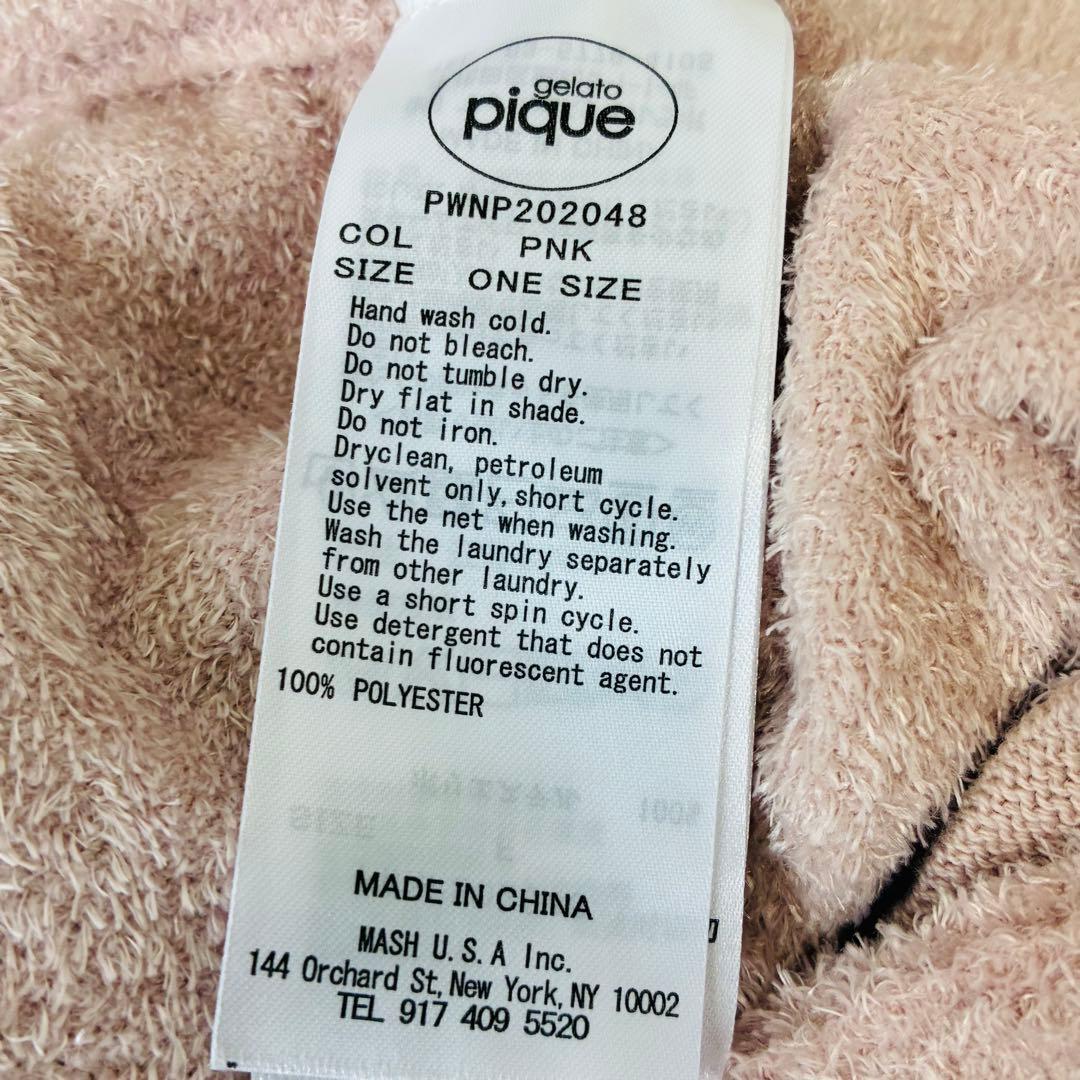 gelato
pique
PWNP202048
COL PNK
SIZE ONE SIZE
Hand wash cold.
Do not bleach.
Do not tumble dry.
Dry flat in shade.
Do not iron.
Dryclean, petroleum
solvent only,short cycle.
Use the net when washing.
Wash the laundry separately
from other laundry.
Use a short spin cycle.
Use detergent that does not
contain fluorescent agent.
100% POLYESTER
MADE IN CHINA
MASH U.S.A Inc.
144 Orchard St, New York, NY 10002
TEL 917 409 5520